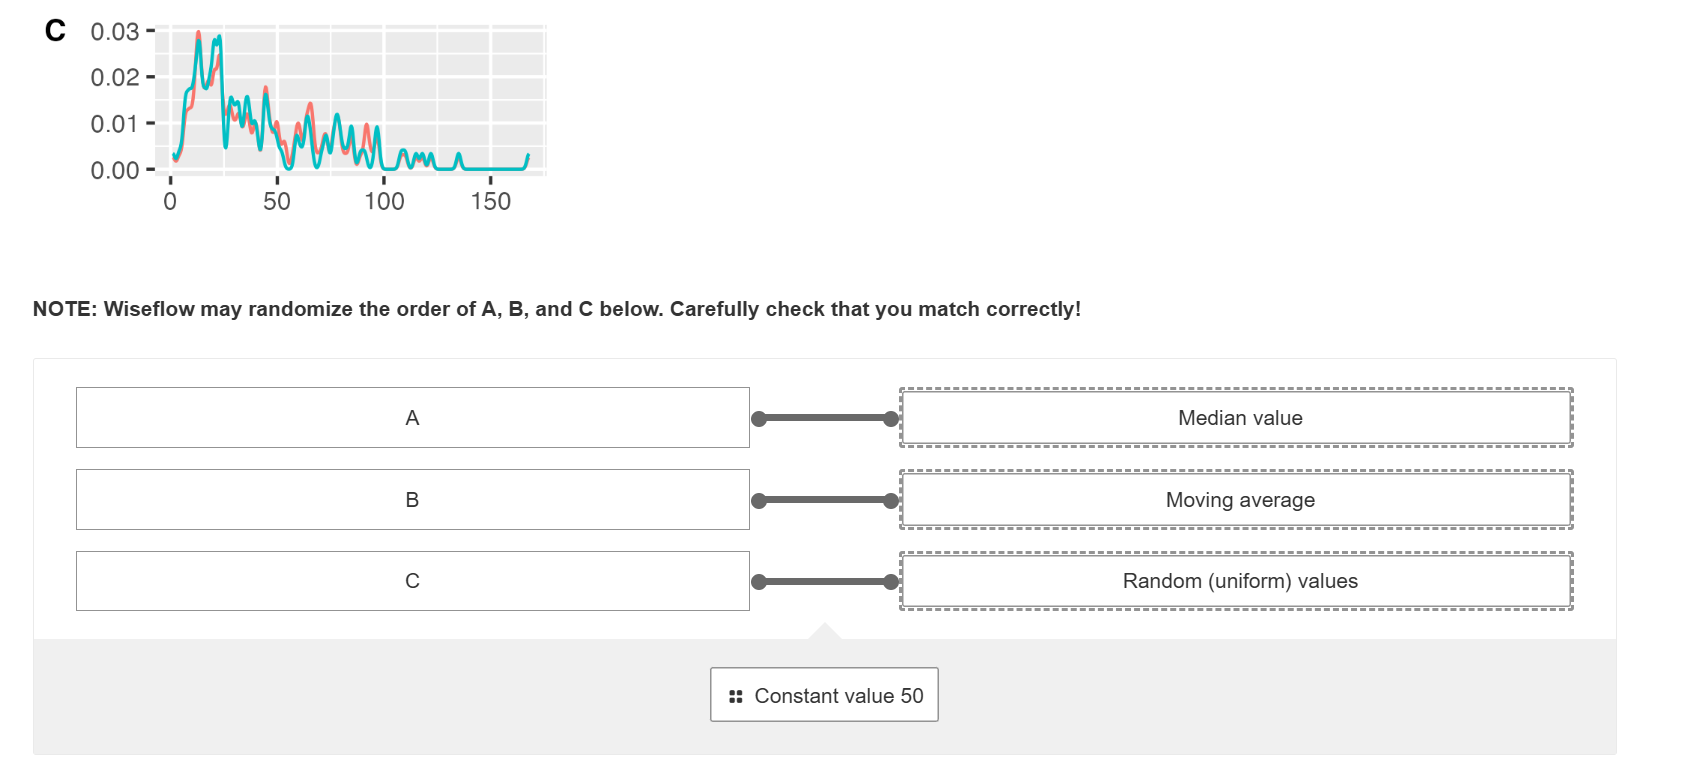 C
0.03
0.02
0.01
0.00
0 50 100 150
NOTE: Wiseflow may randomize the order of A, B, and C below. Carefully check that you match correctly!
A
Median value
B
Moving average
C
Random (uniform) values
Constant value 50